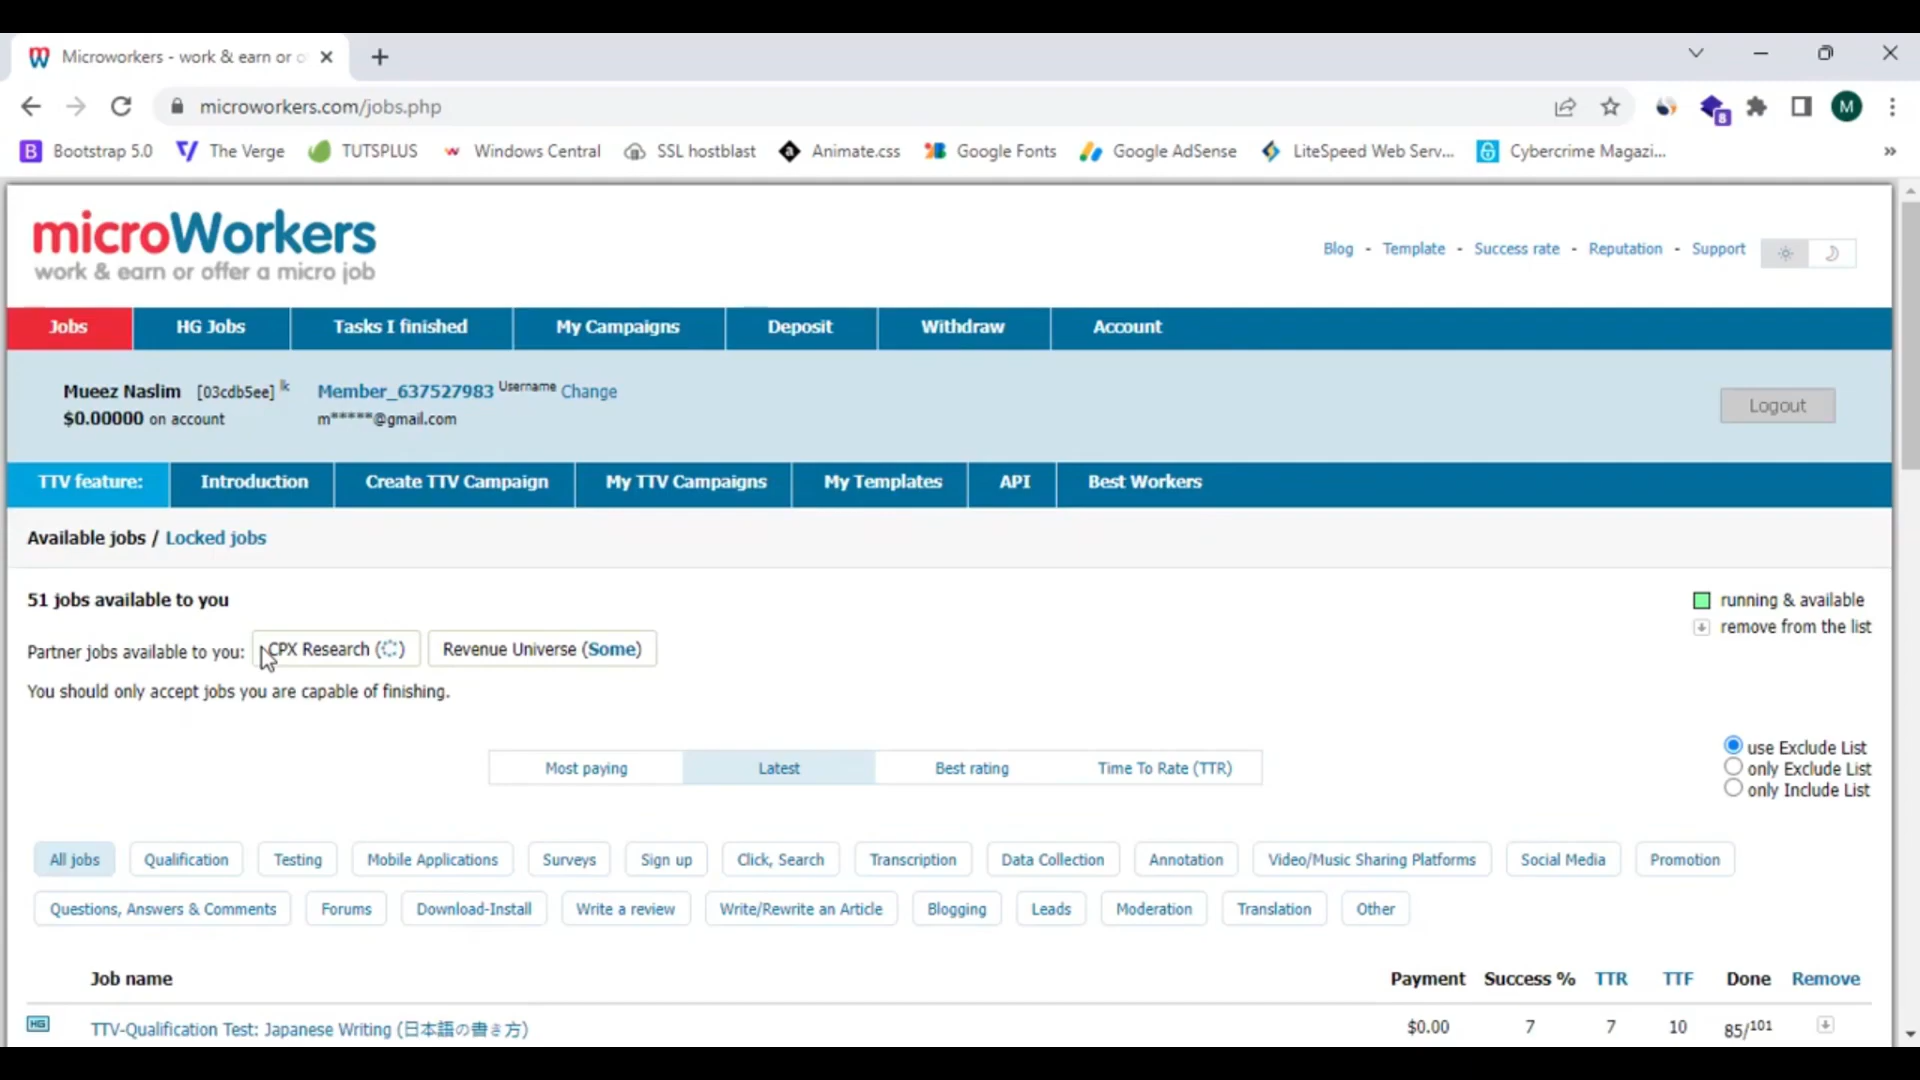 Microworkers - work & earn or o
microworkers.com/jobs.php
M
8
B Bootstrap 5.0 The Verge TUTSPLUS Windows Central SSL hostblast Animate.css Google Fonts Google AdSense LiteSpeed Web Serv... Cybercrime Magazi... »
microWorkers
work & earn or offer a micro job
Blog - Template - Success rate - Reputation - Support
Jobs HG Jobs Tasks I finished My Campaigns Deposit Withdraw Account
Mueez Naslim [03cdb5ee] lk Member_637527983 Username Change
$0.00000 on account m*****@gmail.com
Logout
TTV feature: Introduction Create TTV Campaign My TTV Campaigns My Templates API Best Workers
Available jobs / Locked jobs
51 jobs available to you
running & available
remove from the list
Partner jobs available to you: CPX Research ( ) Revenue Universe (Some)
You should only accept jobs you are capable of finishing.
Most paying Latest Best rating Time To Rate (TTR)
use Exclude List
only Exclude List
only Include List
All jobs Qualification Testing Mobile Applications Surveys Sign up Click, Search Transcription Data Collection Annotation Video/Music Sharing Platforms Social Media Promotion
Questions, Answers & Comments Forums Download-Install Write a review Write/Rewrite an Article Blogging Leads Moderation Translation Other
Job name Payment Success % TTR TTF Done Remove
HG TTV-Qualification Test: Japanese Writing (日本語の書き方) $0.00 7 7 10 85/101